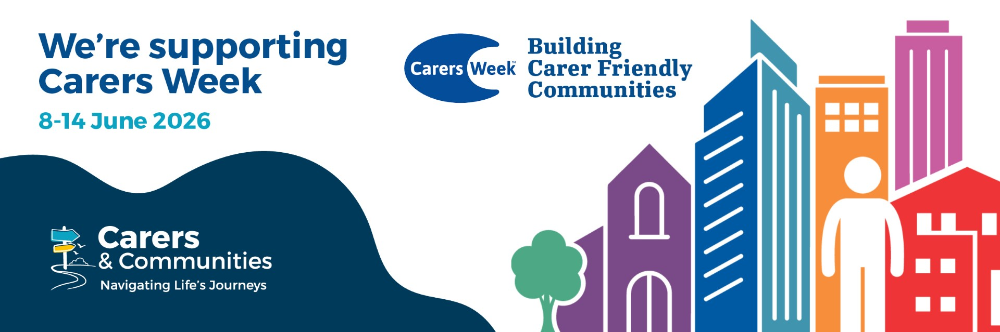 We're supporting
Carers Week
8-14 June 2026
Carers Week™
Building
Carer Friendly
Communities
Carers
& Communities
Navigating Life's Journeys